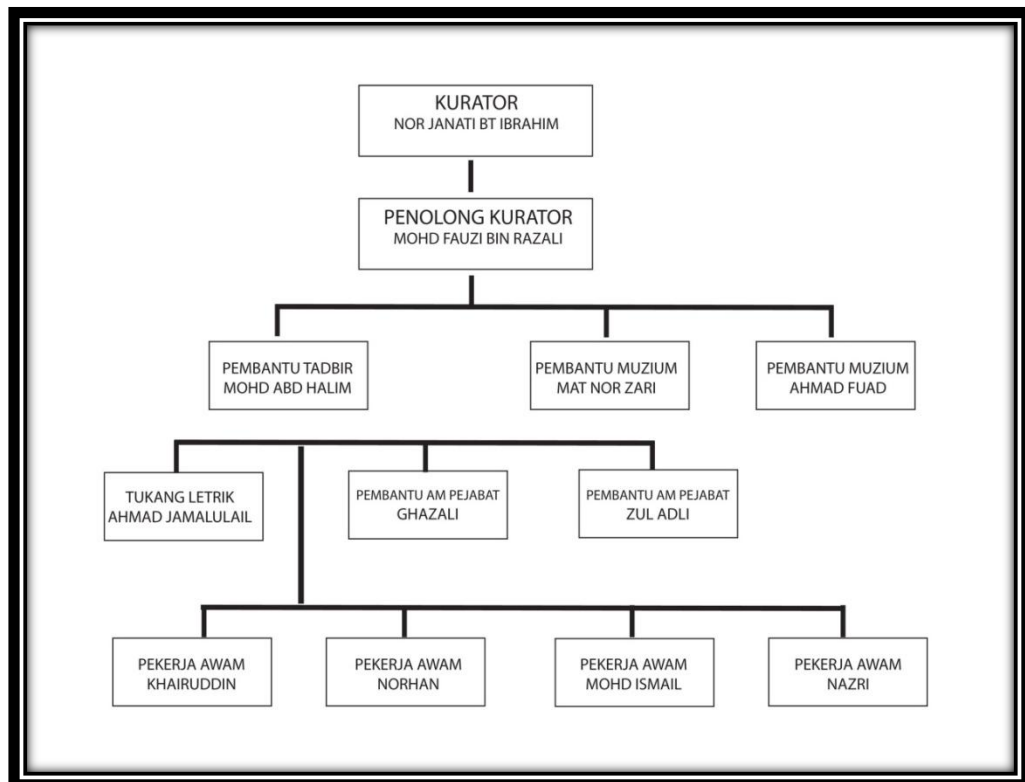 KURATOR
NOR JANATI BT IBRAHIM
PENOLONG KURATOR
MOHD FAUZI BIN RAZALI
PEMBANTU TADBIR
MOHD ABD HALIM
PEMBANTU MUZIUM
MAT NOR ZARI
PEMBANTU MUZIUM
AHMAD FUAD
TUKANG LETRIK
AHMAD JAMALULAIL
PEMBANTU AM PEJABAT
GHAZALI
PEMBANTU AM PEJABAT
ZUL ADLI
PEKERJA AWAM
KHAIRUDDIN
PEKERJA AWAM
NORHAN
PEKERJA AWAM
MOHD ISMAIL
PEKERJA AWAM
NAZRI